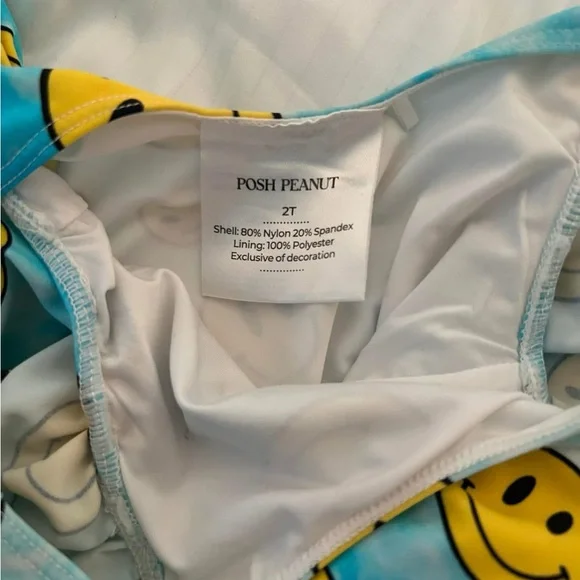 POSH PEANUT
2T
Shell: 80% Nylon 20% Spandex
Lining: 100% Polyester
Exclusive of decoration